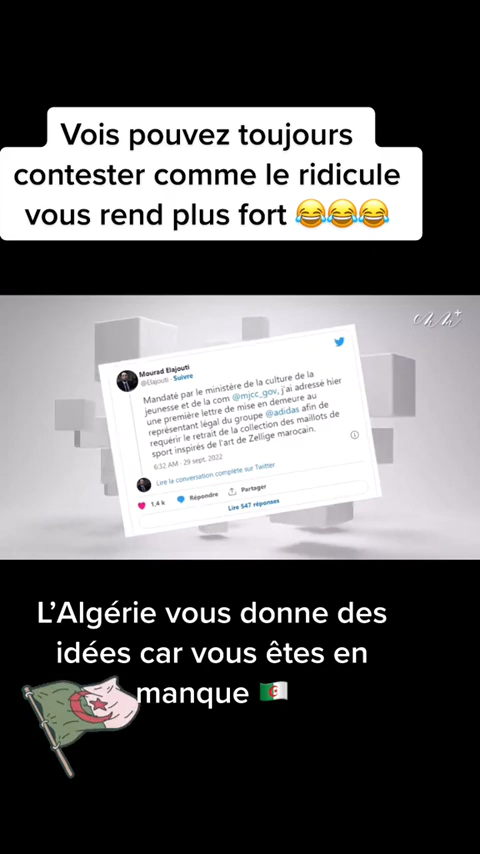 Vois pouvez toujours
contester comme le ridicule
vous rend plus fort 😂😂😂
Mourad Elajouti
@Elajouti · Suivre
Mandaté par le ministère de la culture de la
jeunesse et de la com @mjcc_gov, j'ai adressé hier
une première lettre de mise en demeure au
représentant légal du groupe @adidas afin de
requérir le retrait de la collection des maillots de
sport inspirés de l'art de Zellige marocain.
6:32 AM · 29 sept. 2022
Lire la conversation complète sur Twitter
1,4 k Répondre Partager
Lire 547 réponses
L'Algérie vous donne des
idées car vous êtes en
manque 🇩🇿